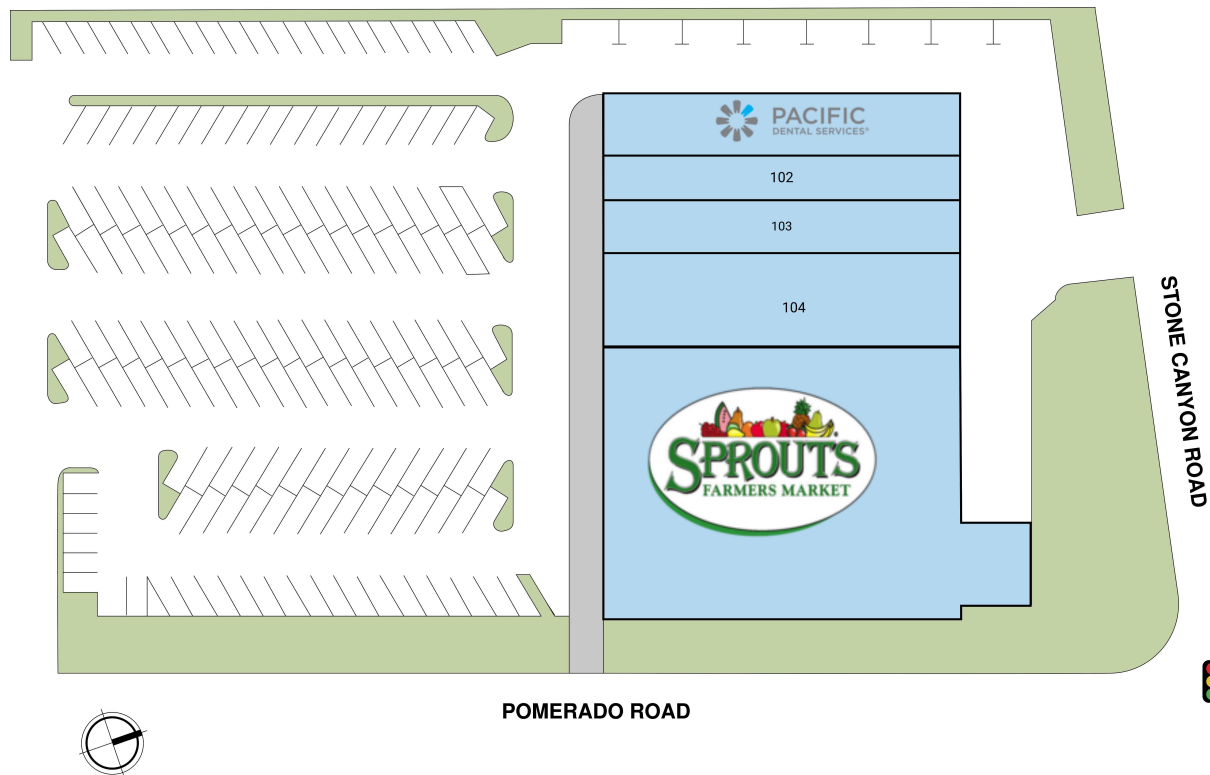 PACIFIC
DENTAL SERVICES®
102
103
104
SPROUTS®
FARMERS MARKET
STONE CANYON ROAD
POMERADO ROAD